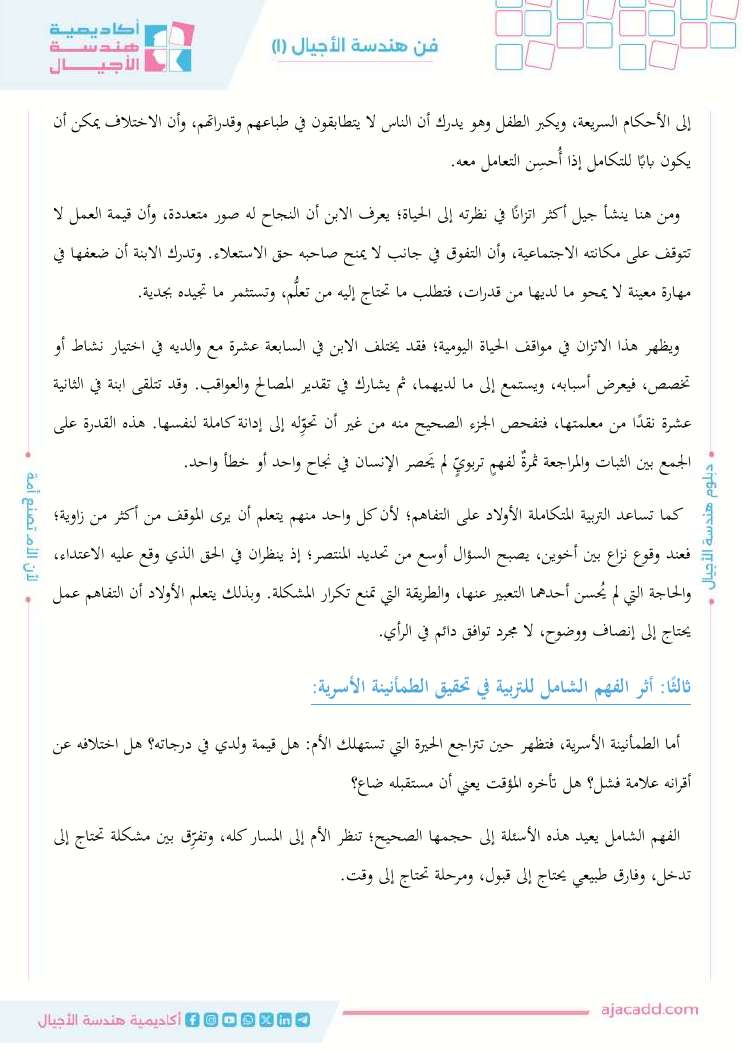 أكاديمية
هندسة
الأجيال
فن هندسة الأجيال (١)
إلى الأحكام السريعة، ويكبر الطفل وهو يدرك أن الناس لا يتطابقون في طباعهم وقدراتهم، وأن الاختلاف يمكن أن
يكون بابًا للتكامل إذا أُحسِن التعامل معه.
ومن هنا ينشأ جيل أكثر اتزانًا في نظرته إلى الحياة؛ يعرف الابن أن النجاح له صور متعددة، وأن قيمة العمل لا
تتوقف على مكانته الاجتماعية، وأن التفوق في جانب لا يمنح صاحبه حق الاستعلاء. وتدرك الابنة أن ضعفها في
مهارة معينة لا يمحو ما لديها من قدرات، فتطلب ما تحتاج إليه من تعلُّم، وتستثمر ما تجيده بجدية.
ويظهر هذا الاتزان في مواقف الحياة اليومية؛ فقد يختلف الابن في السابعة عشرة مع والديه في اختيار نشاط أو
تخصص، فيعرض أسبابه، ويستمع إلى ما لديهما، ثم يشارك في تقدير المصالح والعواقب. وقد تتلقى ابنة في الثانية
عشرة نقدًا من معلمتها، فتفحص الجزء الصحيح منه من غير أن تحوّله إلى إدانة كاملة لنفسها. هذه القدرة على
الجمع بين الثبات والمراجعة ثمرةٌ لفهمٍ تربويٍّ لم يَحصر الإنسان في نجاح واحد أو خطأ واحد.
كما تساعد التربية المتكاملة الأولاد على التفاهم؛ لأن كل واحد منهم يتعلم أن يرى الموقف من أكثر من زاوية؛
فعند وقوع نزاع بين أخوين، يصبح السؤال أوسع من تحديد المنتصر؛ إذ ينظران في الحق الذي وقع عليه الاعتداء،
والحاجة التي لم يُحسن أحدهما التعبير عنها، والطريقة التي تمنع تكرار المشكلة. وبذلك يتعلم الأولاد أن التفاهم عمل
يحتاج إلى إنصاف ووضوح، لا مجرد توافق دائم في الرأي.
ثالثًا: أثر الفهم الشامل للتربية في تحقيق الطمأنينة الأسرية:
أما الطمأنينة الأسرية، فتظهر حين تتراجع الحيرة التي تستهلك الأم: هل قيمة ولدي في درجاته؟ هل اختلافه عن
أقرانه علامة فشل؟ هل تأخره المؤقت يعني أن مستقبله ضاع؟
الفهم الشامل يعيد هذه الأسئلة إلى حجمها الصحيح؛ تنظر الأم إلى المسار كله، وتفرِّق بين مشكلة تحتاج إلى
تدخل، وفارق طبيعي يحتاج إلى قبول، ومرحلة تحتاج إلى وقت.
دبلوم هندسة الأجيال
لأن الأم تصنع أمة
أكاديمية هندسة الأجيال
ajacadd.com